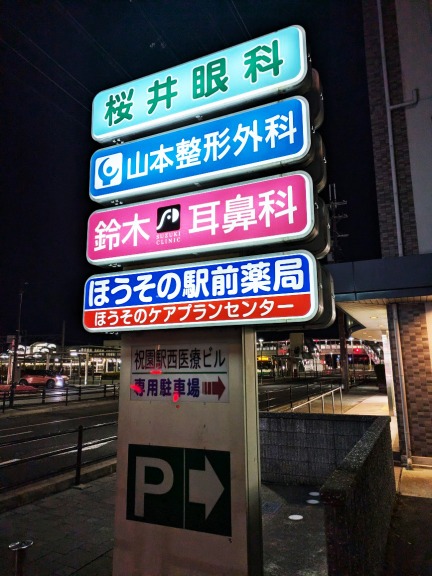 桜井眼科
山本整形外科
鈴木 耳鼻科
SUZUKI
CLINIC
ほうその駅前薬局
ほうそのケアプランセンター
祝園駅西医療ビル
専用駐車場
P